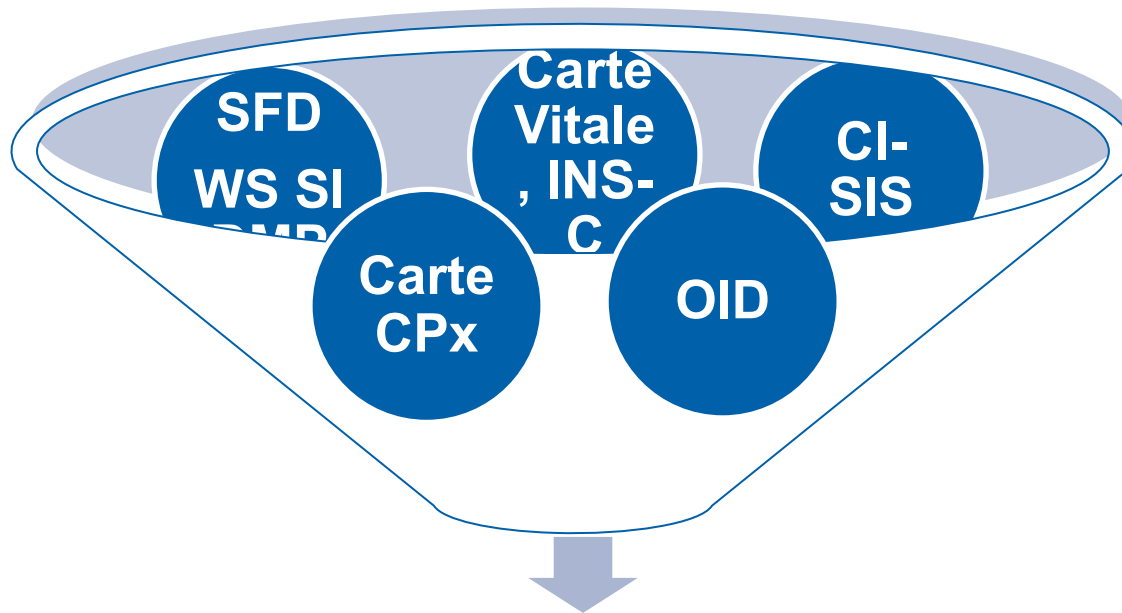 SFD
WS SI
Carte
Vitale
, INS-
C
CI-
SIS
Carte
CPx
OID